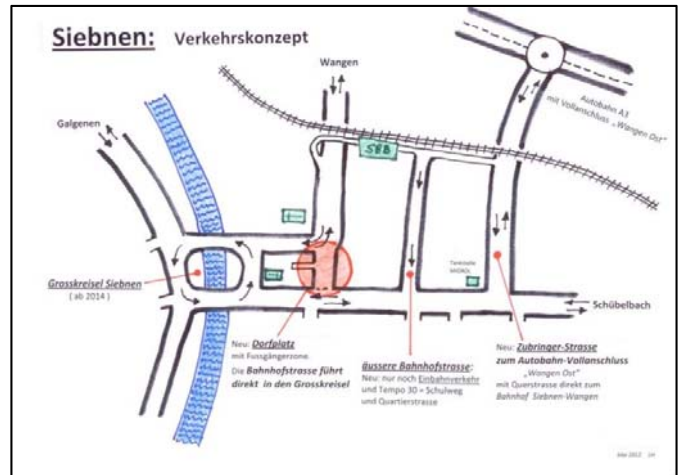 Siebnen: Verkehrskonzept
Wangen
Galgenen
Autobahn A3
mit Vollanschluss „Wangen Ost"
SBB
Grosskreisel Siebnen
( ab 2014 )
Tankstelle
MIGROL
Schübelbach
Neu: Dorfplatz
mit Fussgängerzone.
Die Bahnhofstrasse führt
direkt in den Grosskreisel
äussere Bahnhofstrasse:
Neu: nur noch Einbahnverkehr
und Tempo 30 = Schulweg
und Quartierstrasse
Neu: Zubringer-Strasse
zum Autobahn-Vollanschluss
„Wangen Ost"
mit Querstrasse direkt zum
Bahnhof Siebnen-Wangen